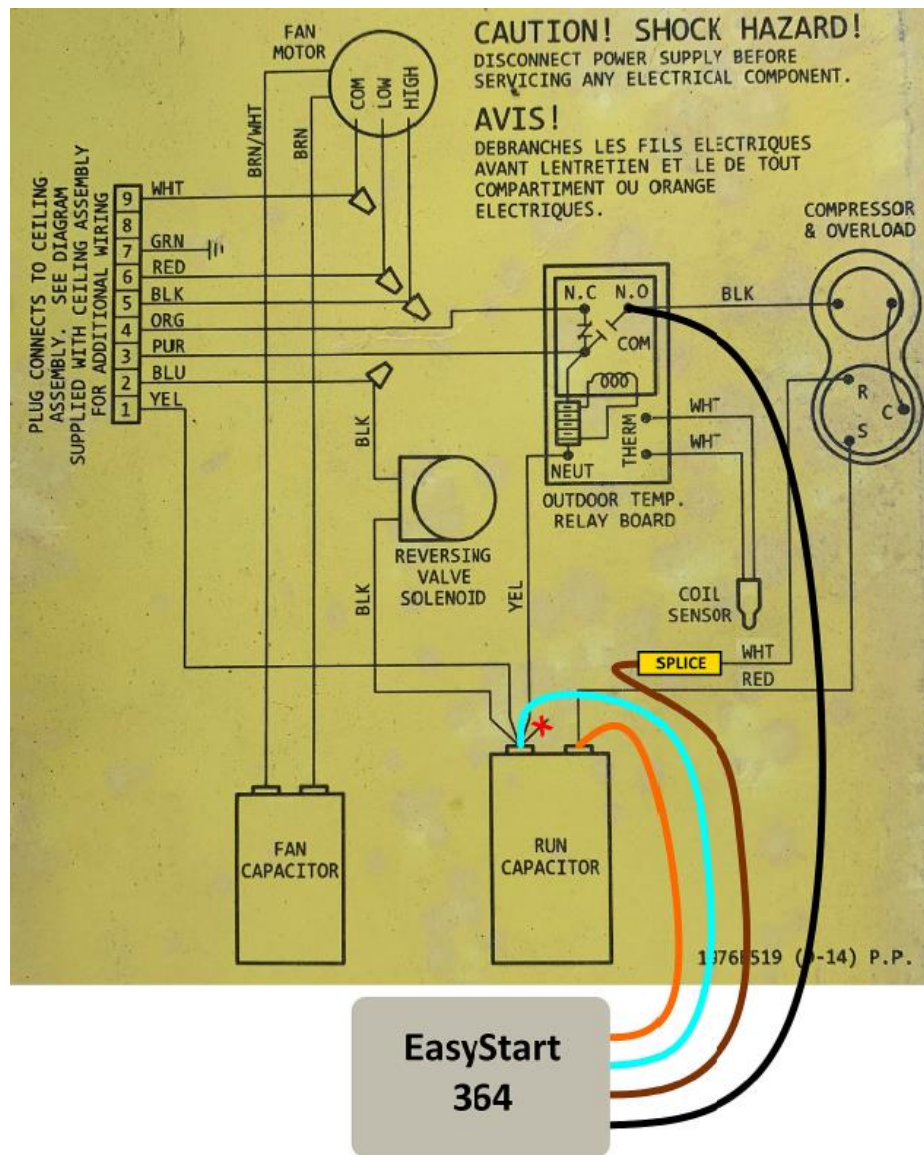 CAUTION! SHOCK HAZARD!
DISCONNECT POWER SUPPLY BEFORE
SERVICING ANY ELECTRICAL COMPONENT.
AVIS!
DEBRANCHES LES FILS ELECTRIQUES
AVANT LENTRETIEN ET LE DE TOUT
COMPARTIMENT OU ORANGE
ELECTRIQUES.
FAN
MOTOR
COM
LOW
HIGH
BRN/WHT
BRN
PLUG CONNECTS TO CEILING
ASSEMBLY. SEE DIAGRAM
SUPPLIED WITH CEILING ASSEMBLY
FOR ADDITIONAL WIRING
9 WHT
8
7 GRN
6 RED
5 BLK
4 ORG
3 PUR
2 BLU
1 YEL
COMPRESSOR
& OVERLOAD
N.C N.O
BLK
COM
R
C
S
WHT
WHT
THERM
NEUT
OUTDOOR TEMP.
RELAY BOARD
BLK
REVERSING
VALVE
SOLENOID
BLK
YEL
COIL
SENSOR
SPLICE
WHT
RED
FAN
CAPACITOR
RUN
CAPACITOR
EasyStart
364